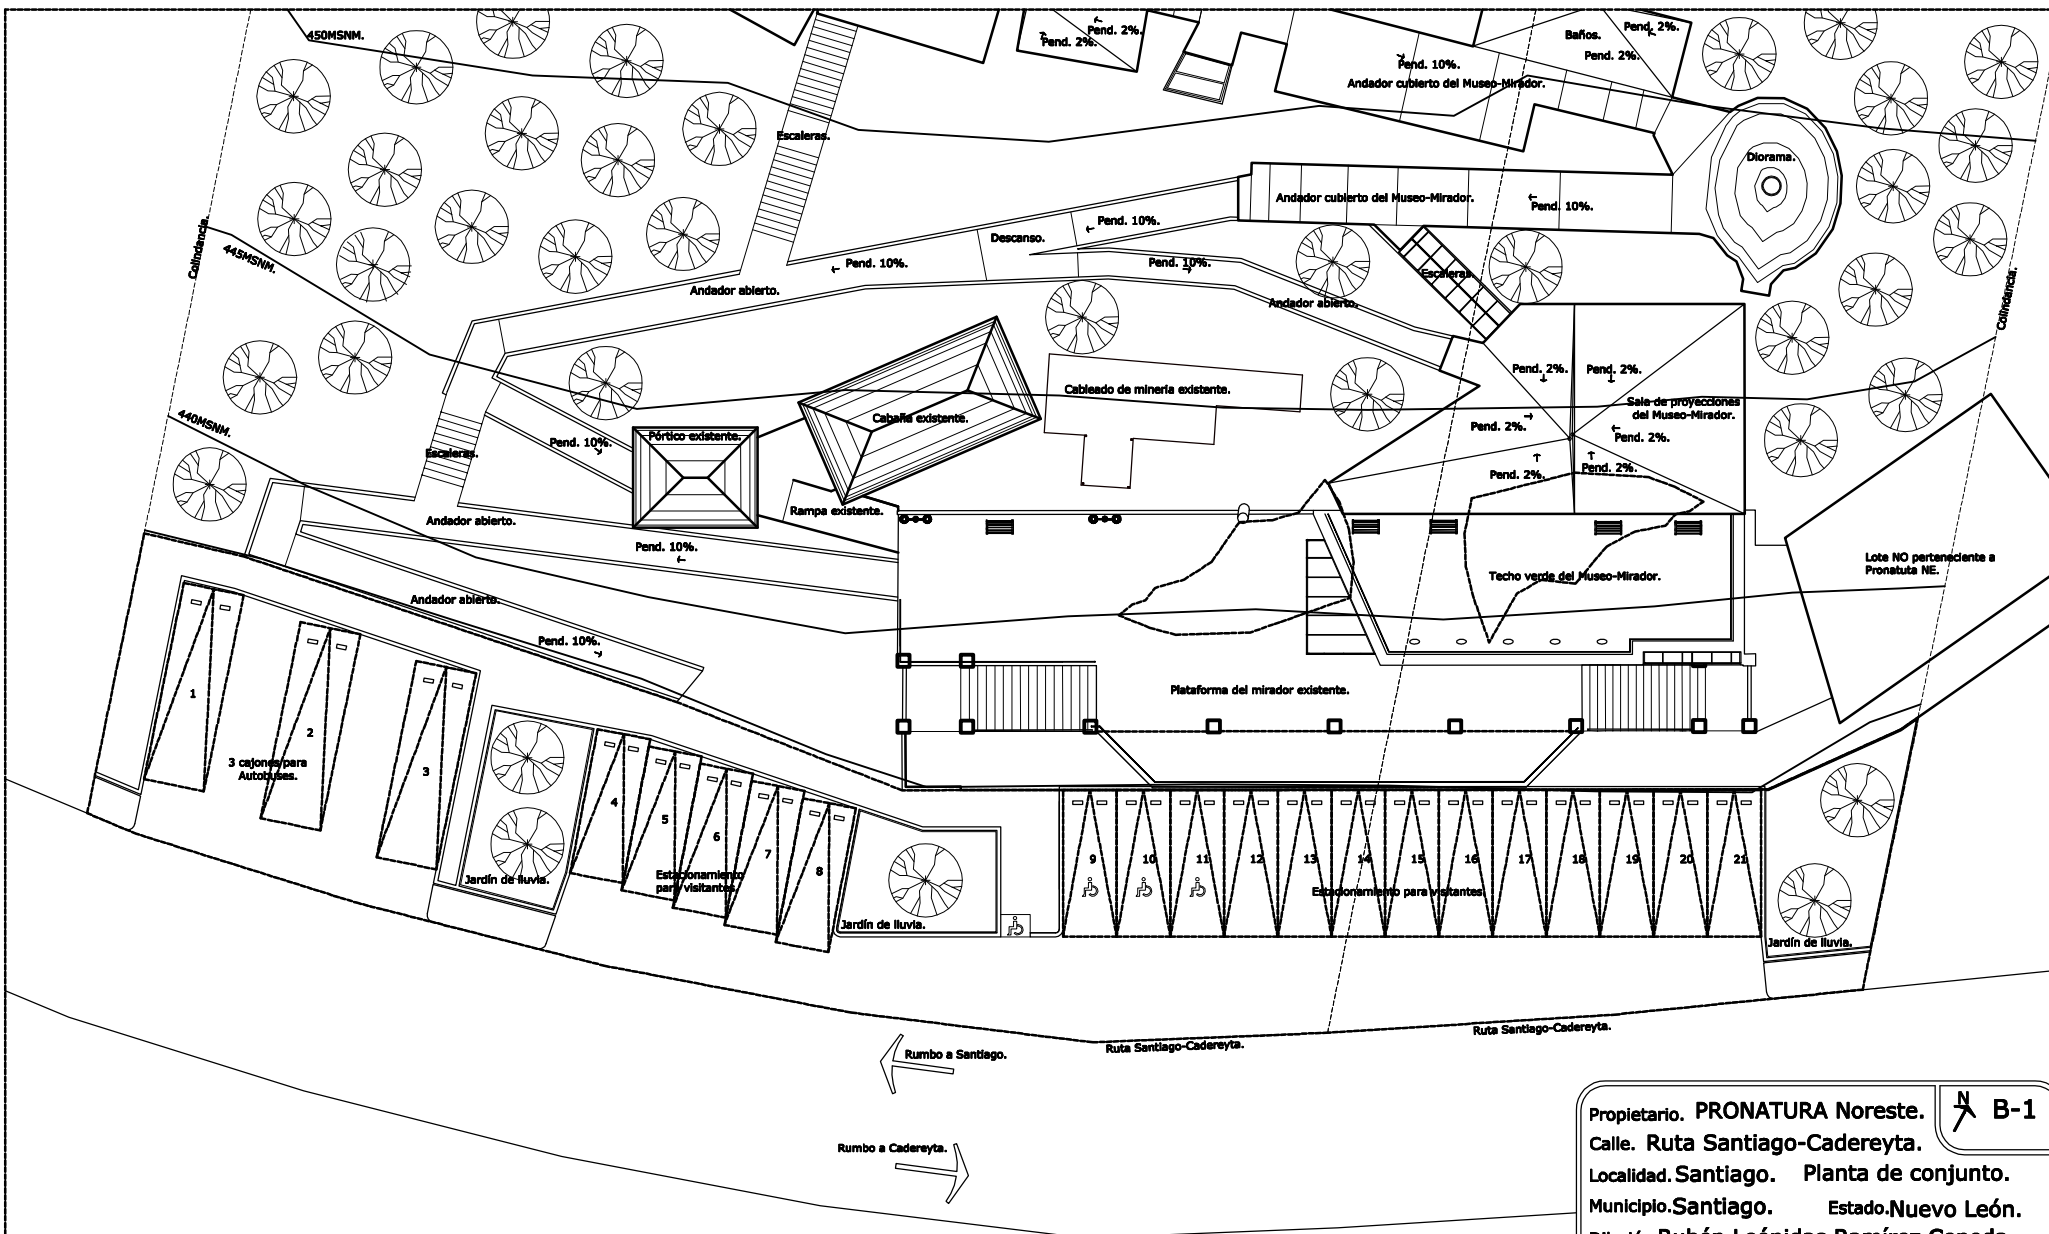 450MSNM.
Pend. 2%.
Pend. 2%.
Baños.
Pend. 2%.
Pend. 2%.
Pend. 10%.
Andador cubierto del Museo-Mirador.
Escaleras.
Diorama.
Andador cubierto del Museo-Mirador.
Pend. 10%.
Colindancia.
445MSNM.
Pend. 10%.
Descanso.
Pend. 10%.
Pend. 10%.
Andador abierto.
Andador abierto.
Escaleras.
Colindancia.
Pend. 2%.
Pend. 2%.
Cableado de mineria existente.
Sala de proyecciones
del Museo-Mirador.
440MSNM.
Cabaña existente.
Pórtico existente.
Pend. 10%.
Escaleras.
Pend. 2%.
Pend. 2%.
Pend. 2%.
Pend. 2%.
Rampa existente.
Andador abierto.
Pend. 10%.
Lote NO perteneciente a
Pronatuta NE.
Techo verde del Museo-Mirador.
Andador abierto.
Pend. 10%.
Plataforma del mirador existente.
1
2
3
3 cajones para
Autobuses.
4
5
6
7
8
Estacionamiento
para visitantes.
Jardín de lluvia.
Jardín de lluvia.
9
10
11
12
13
14
15
16
17
18
19
20
21
Estacionamiento para visitantes.
Jardín de lluvia.
Ruta Santiago-Cadereyta.
Ruta Santiago-Cadereyta.
Rumbo a Santiago.
Rumbo a Cadereyta.
Propietario. PRONATURA Noreste.
N B-1
Calle. Ruta Santiago-Cadereyta.
Localidad. Santiago. Planta de conjunto.
Municipio. Santiago. Estado. Nuevo León.